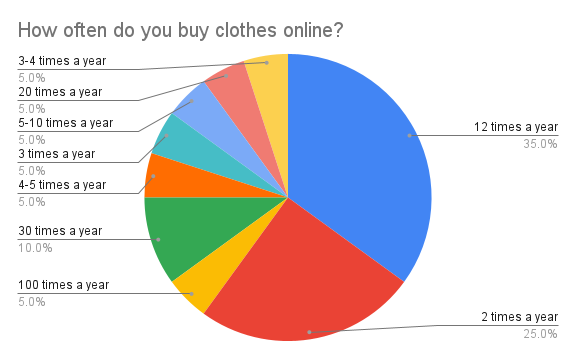 How often do you buy clothes online?
3-4 times a year
5.0%
20 times a year
5.0%
5-10 times a year
5.0%
3 times a year
5.0%
4-5 times a year
5.0%
30 times a year
10.0%
100 times a year
5.0%
12 times a year
35.0%
2 times a year
25.0%